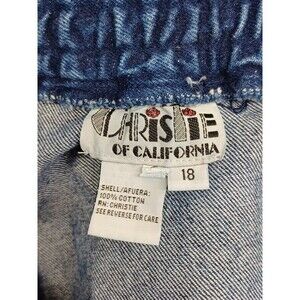 CHRISTIE
OF CALIFORNIA
18
SHELL/AFUERA:
100% COTTON
RN: CHRISTIE
SEE REVERSE FOR CARE